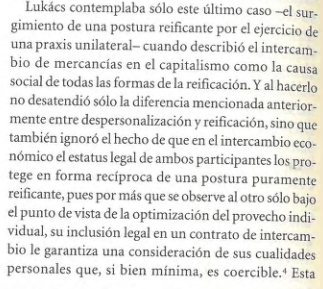 Lukács contemplaba sólo este último caso –el sur-
gimiento de una postura reificante por el ejercicio de
una praxis unilateral– cuando describió el intercam-
bio de mercancías en el capitalismo como la causa
social de todas las formas de la reificación. Y al hacerlo
no desatendió sólo la diferencia mencionada anterior-
mente entre despersonalización y reificación, sino que
también ignoró el hecho de que en el intercambio eco-
nómico el estatus legal de ambos participantes los pro-
tege en forma recíproca de una postura puramente
reificante, pues por más que se observe al otro sólo bajo
el punto de vista de la optimización del provecho indi-
vidual, su inclusión legal en un contrato de intercam-
bio le garantiza una consideración de sus cualidades
personales que, si bien mínima, es coercible.⁴ Esta